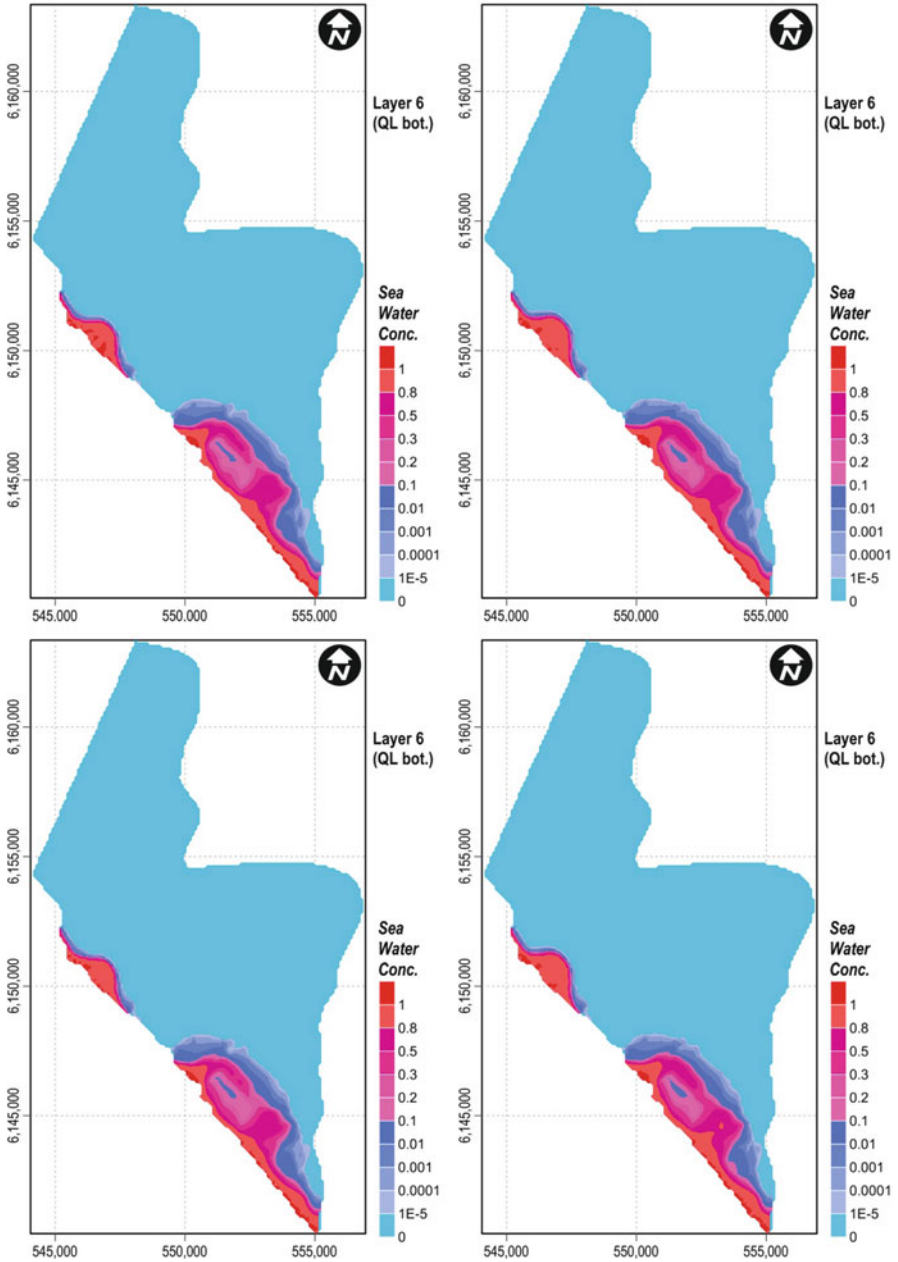 N
6,160,000
Layer 6
(QL bot.)
6,155,000
Sea
Water
Conc.
6,150,000
1
0.8
0.5
0.3
0.2
6,145,000
0.1
0.01
0.001
0.0001
1E-5
0
545,000 550,000 555,000
N
6,160,000
Layer 6
(QL bot.)
6,155,000
Sea
Water
Conc.
6,150,000
1
0.8
0.5
0.3
0.2
6,145,000
0.1
0.01
0.001
0.0001
1E-5
0
545,000 550,000 555,000
N
6,160,000
Layer 6
(QL bot.)
6,155,000
Sea
Water
Conc.
6,150,000
1
0.8
0.5
0.3
0.2
6,145,000
0.1
0.01
0.001
0.0001
1E-5
0
545,000 550,000 555,000
N
6,160,000
Layer 6
(QL bot.)
6,155,000
Sea
Water
Conc.
6,150,000
1
0.8
0.5
0.3
0.2
6,145,000
0.1
0.01
0.001
0.0001
1E-5
0
545,000 550,000 555,000